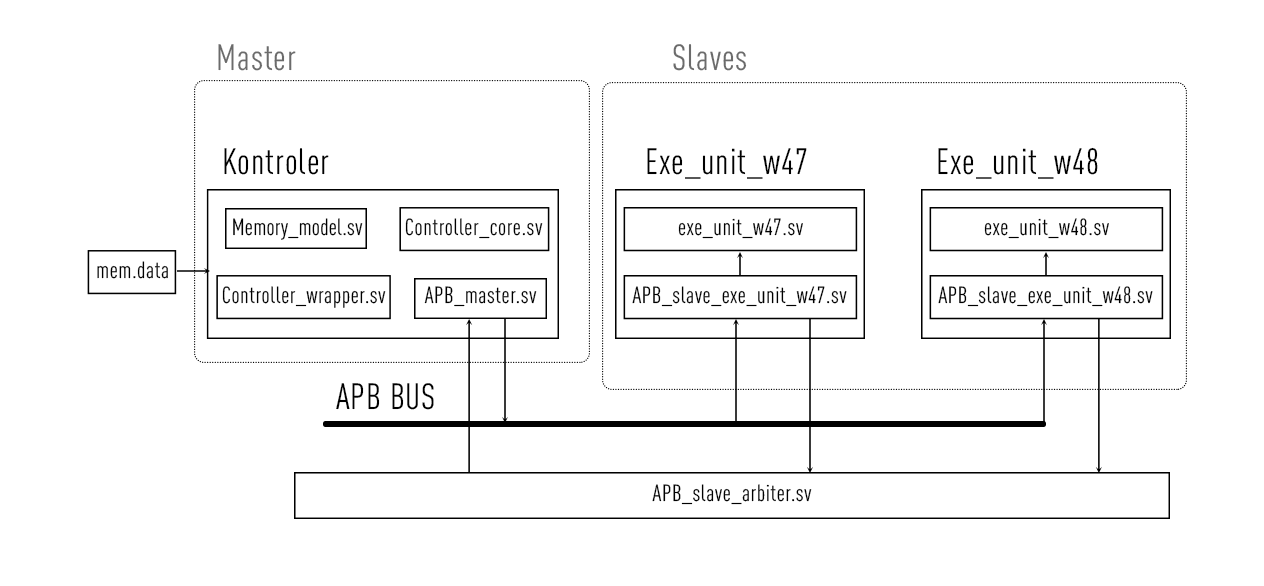 Master
Slaves
Kontroler
Exe_unit_w47
Exe_unit_w48
Memory_model.sv
Controller_core.sv
exe_unit_w47.sv
exe_unit_w48.sv
mem.data
Controller_wrapper.sv
APB_master.sv
APB_slave_exe_unit_w47.sv
APB_slave_exe_unit_w48.sv
APB BUS
APB_slave_arbiter.sv